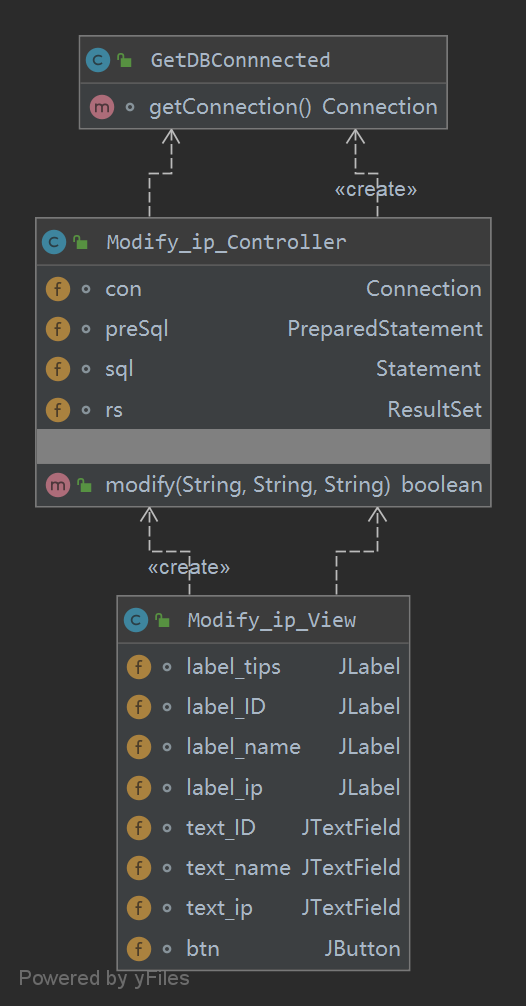 GetDBConnnected
getConnection() Connection
«create»
Modify_ip_Controller
con Connection
preSql PreparedStatement
sql Statement
rs ResultSet
modify(String, String, String) boolean
«create»
Modify_ip_View
label_tips JLabel
label_ID JLabel
label_name JLabel
label_ip JLabel
text_ID JTextField
text_name JTextField
text_ip JTextField
btn JButton
Powered by yFiles